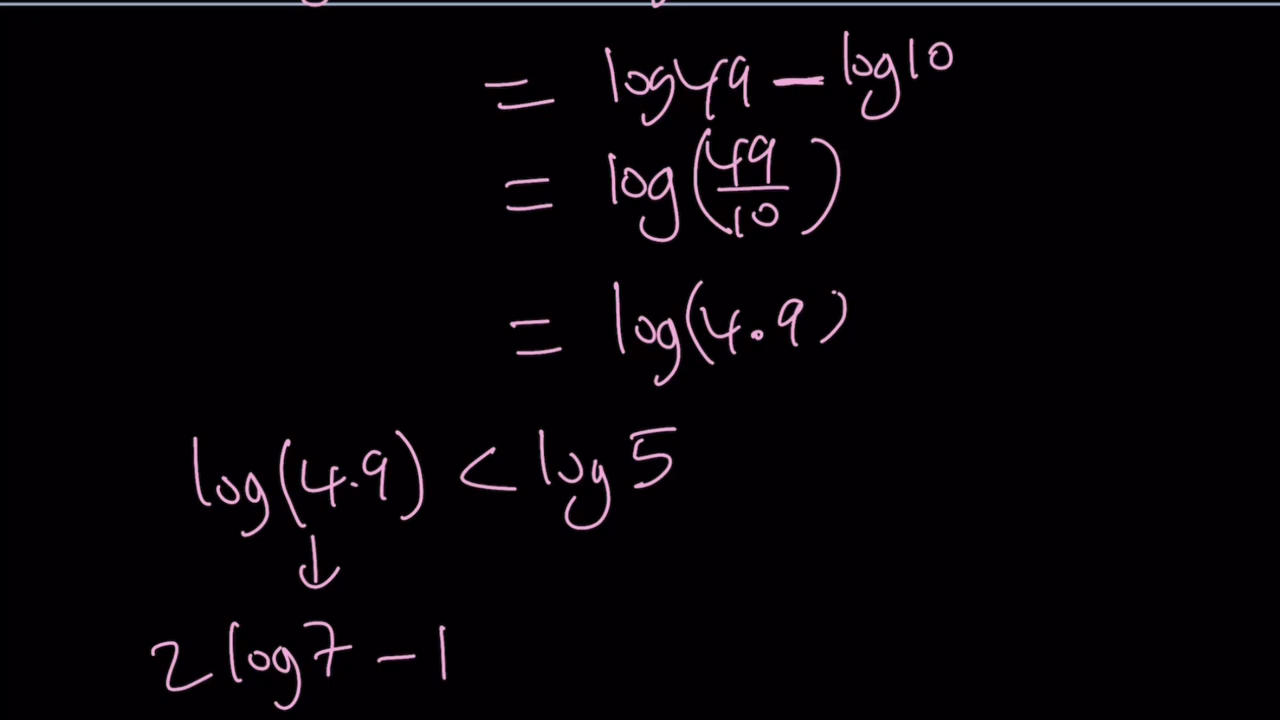 = log49 - log10
= log(49/10)
= log(4.9)
log(4.9) < log5
↓
2log7 - 1